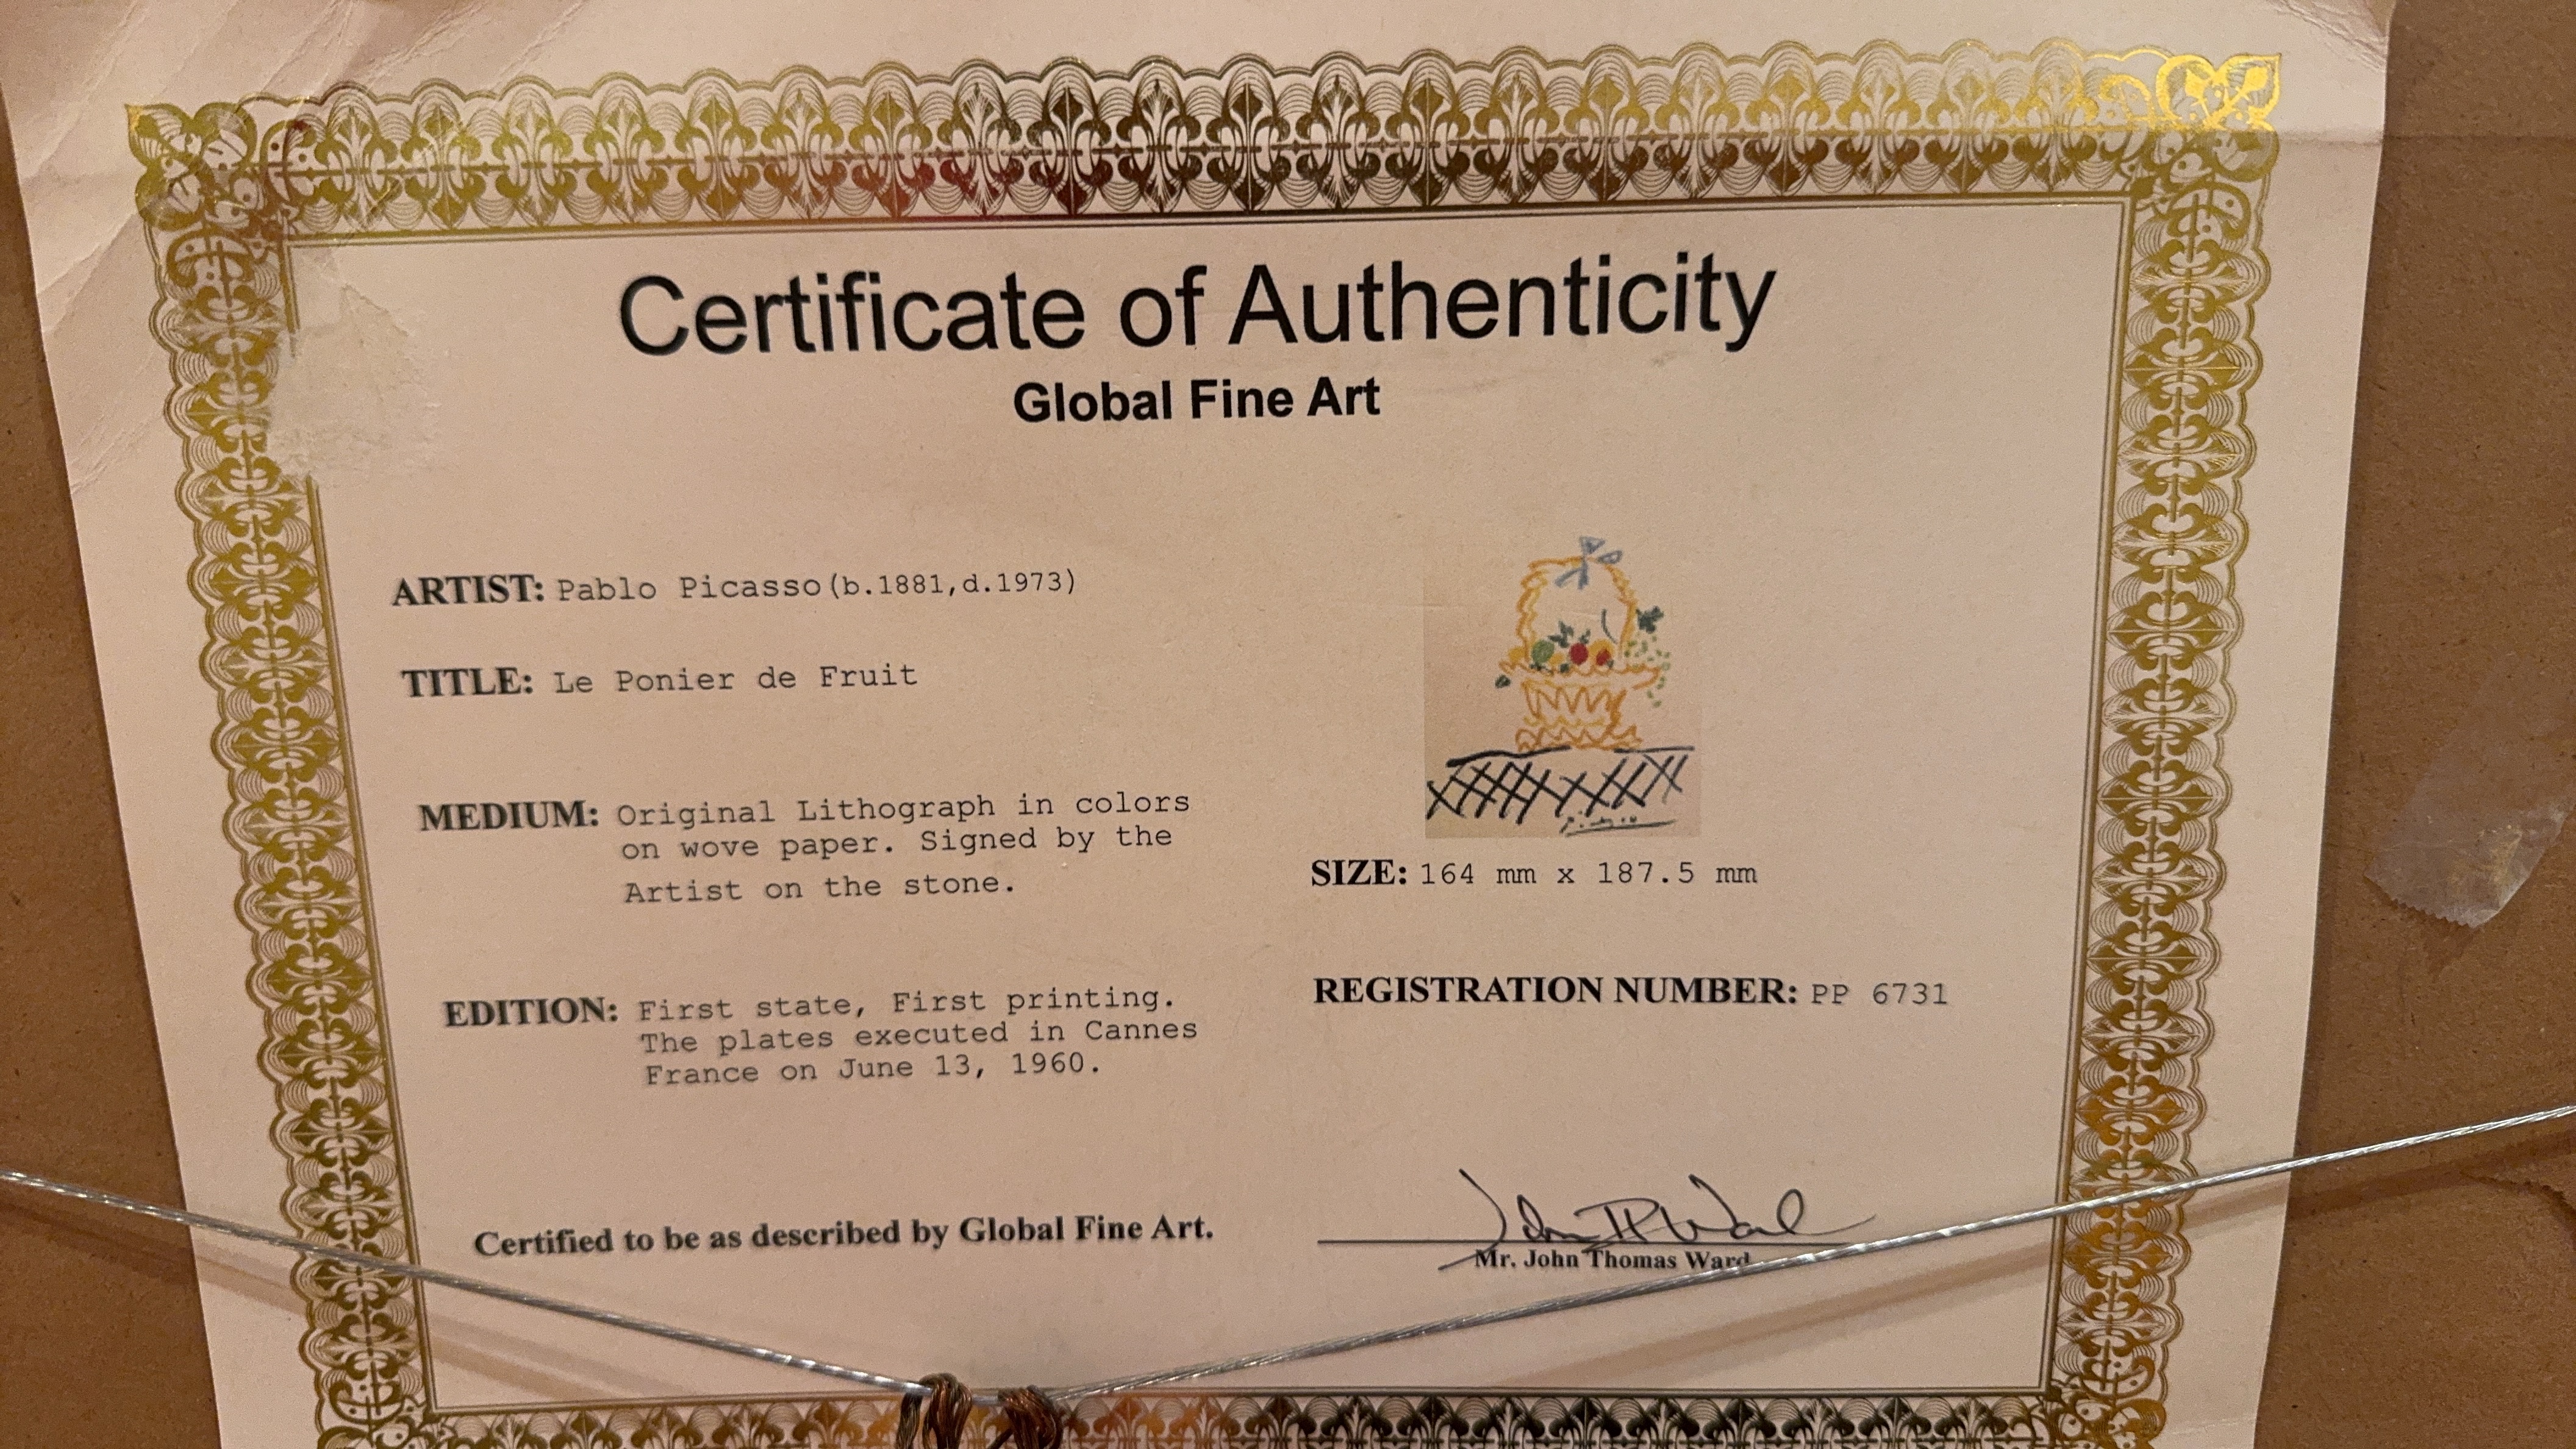 Certificate of Authenticity
Global Fine Art
ARTIST: Pablo Picasso(b.1881,d.1973)
TITLE: Le Ponier de Fruit
MEDIUM: Original Lithograph in colors
on wove paper. Signed by the
Artist on the stone.
Picasso
SIZE: 164 mm x 187.5 mm
EDITION: First state, First printing.
The plates executed in Cannes
France on June 13, 1960.
REGISTRATION NUMBER: PP 6731
Certified to be as described by Global Fine Art.
John T Ward
Mr. John Thomas Ward